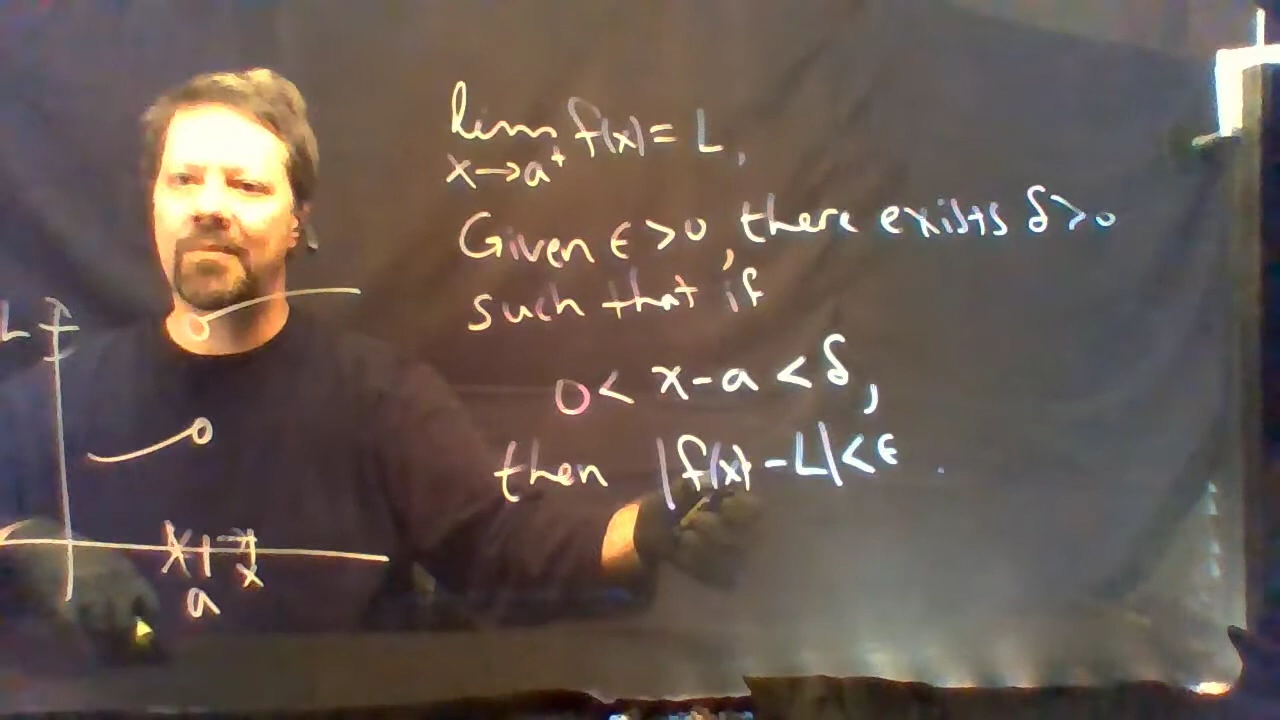 lim f(x) = L,
x→a⁺
Given ε > 0, there exists δ > 0
such that if
0 < x - a < δ,
then |f(x) - L| < ε.
L
x
a